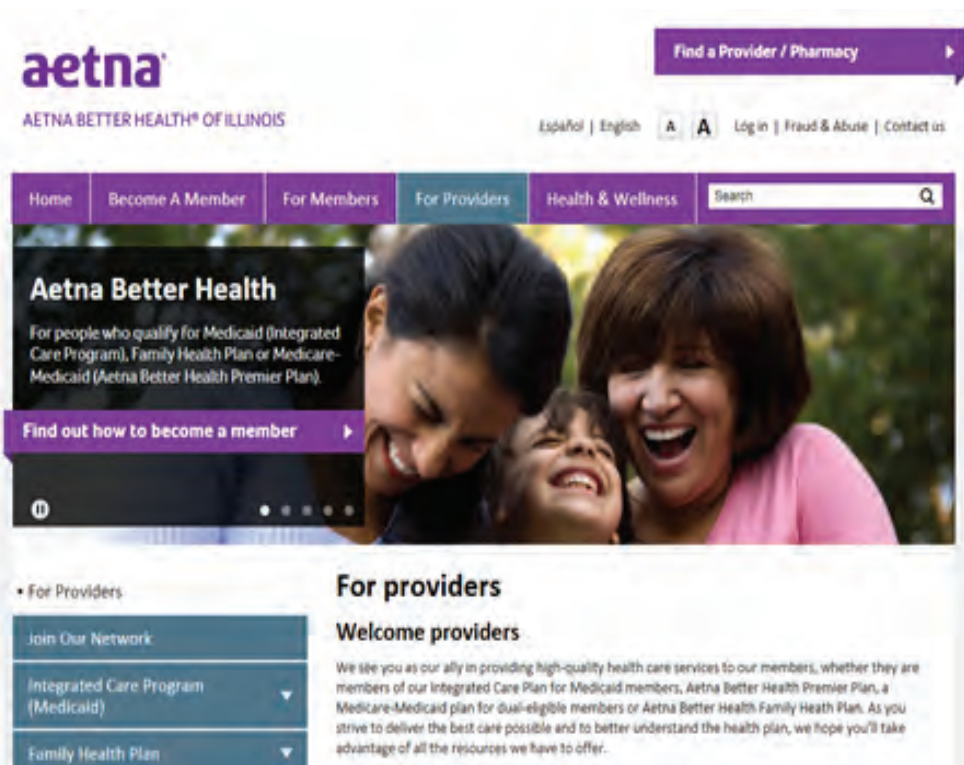 aetna
Find a Provider / Pharmacy
AETNA BETTER HEALTH® OF ILLINOIS
Español | English A A Log in | Fraud & Abuse | Contact us
Home Become A Member For Members For Providers Health & Wellness Search
Aetna Better Health
For people who qualify for Medicaid (Integrated
Care Program), Family Health Plan or Medicare-
Medicaid (Aetna Better Health Premier Plan).
Find out how to become a member
• For Providers
Join Our Network
Integrated Care Program
(Medicaid)
Family Health Plan
For providers
Welcome providers
We see you as our ally in providing high-quality health care services to our members, whether they are
members of our Integrated Care Plan for Medicaid members, Aetna Better Health Premier Plan, a
Medicare-Medicaid plan for dual-eligible members or Aetna Better Health Family Heath Plan. As you
strive to deliver the best care possible and to better understand the health plan, we hope you'll take
advantage of all the resources we have to offer.